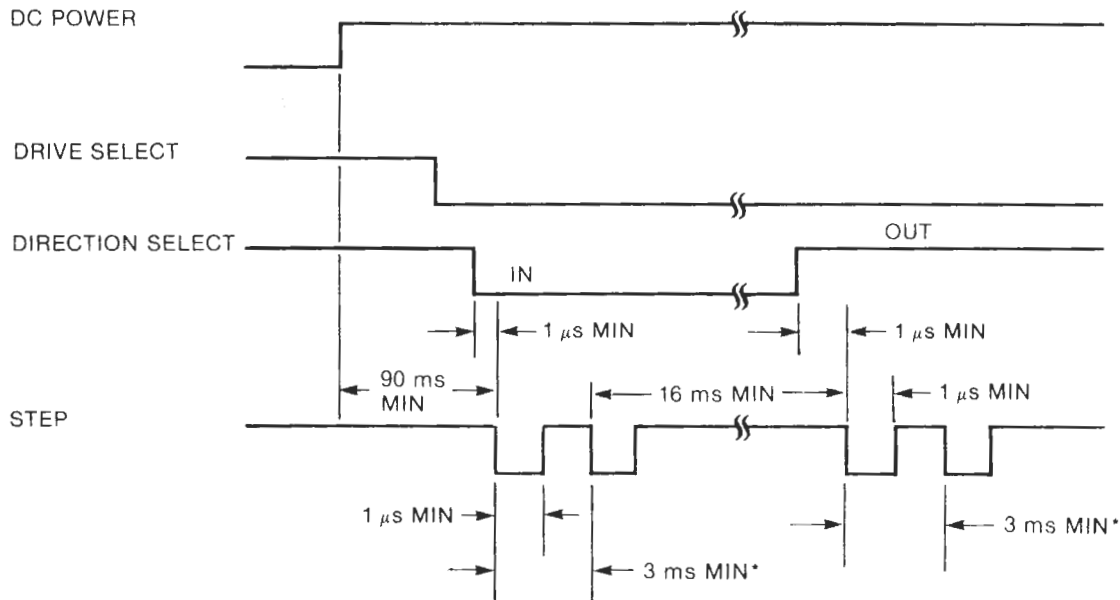 DC POWER
DRIVE SELECT
DIRECTION SELECT
OUT
IN
1 μs MIN
1 μs MIN
90 ms
MIN
16 ms MIN
1 μs MIN
STEP
1 μs MIN
3 ms MIN*
3 ms MIN*